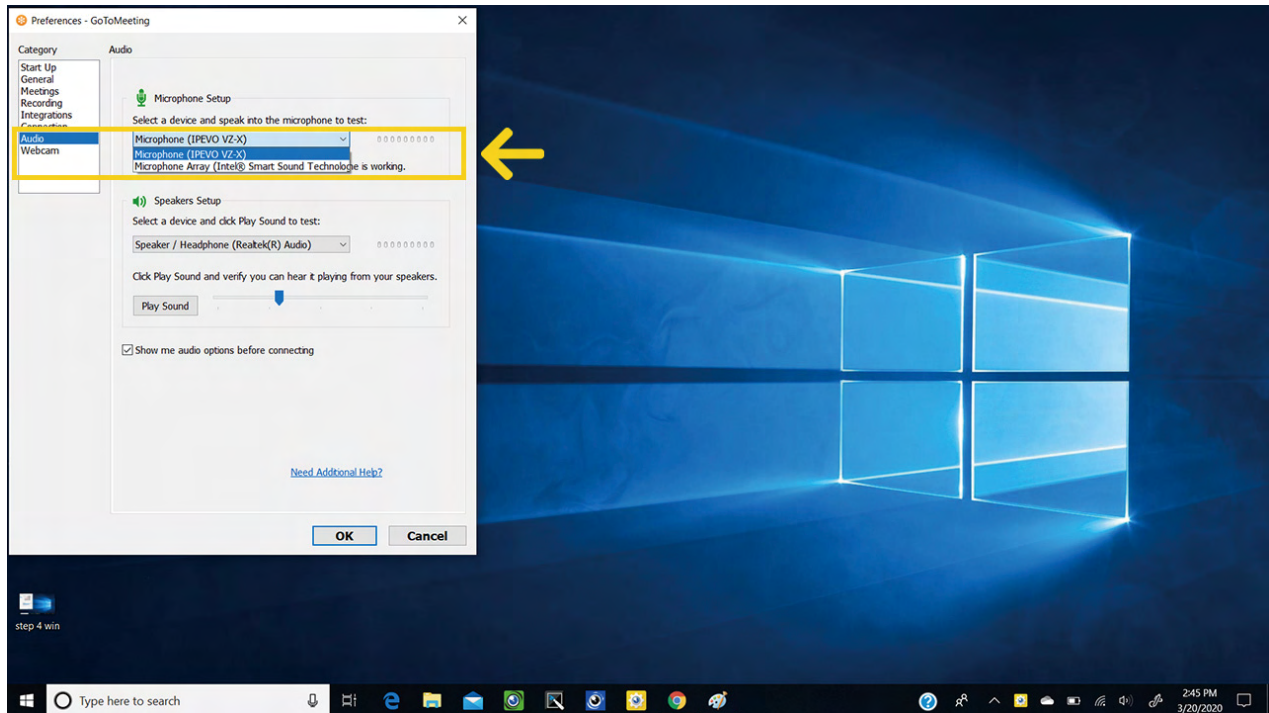 Preferences - GoToMeeting
Category
Audio
Start Up
General
Meetings
Recording
Integrations
Connection
Audio
Webcam
Microphone Setup
Select a device and speak into the microphone to test:
Microphone (IPEVO VZ-X)
Microphone (IPEVO VZ-X)
Microphone Array (Intel® Smart Sound Technologie is working.
Speakers Setup
Select a device and click Play Sound to test:
Speaker / Headphone (Realtek(R) Audio)
Click Play Sound and verify you can hear it playing from your speakers.
Play Sound
Show me audio options before connecting
Need Addtional Help?
OK
Cancel
step 4 win
Type here to search
2:45 PM
3/20/2020